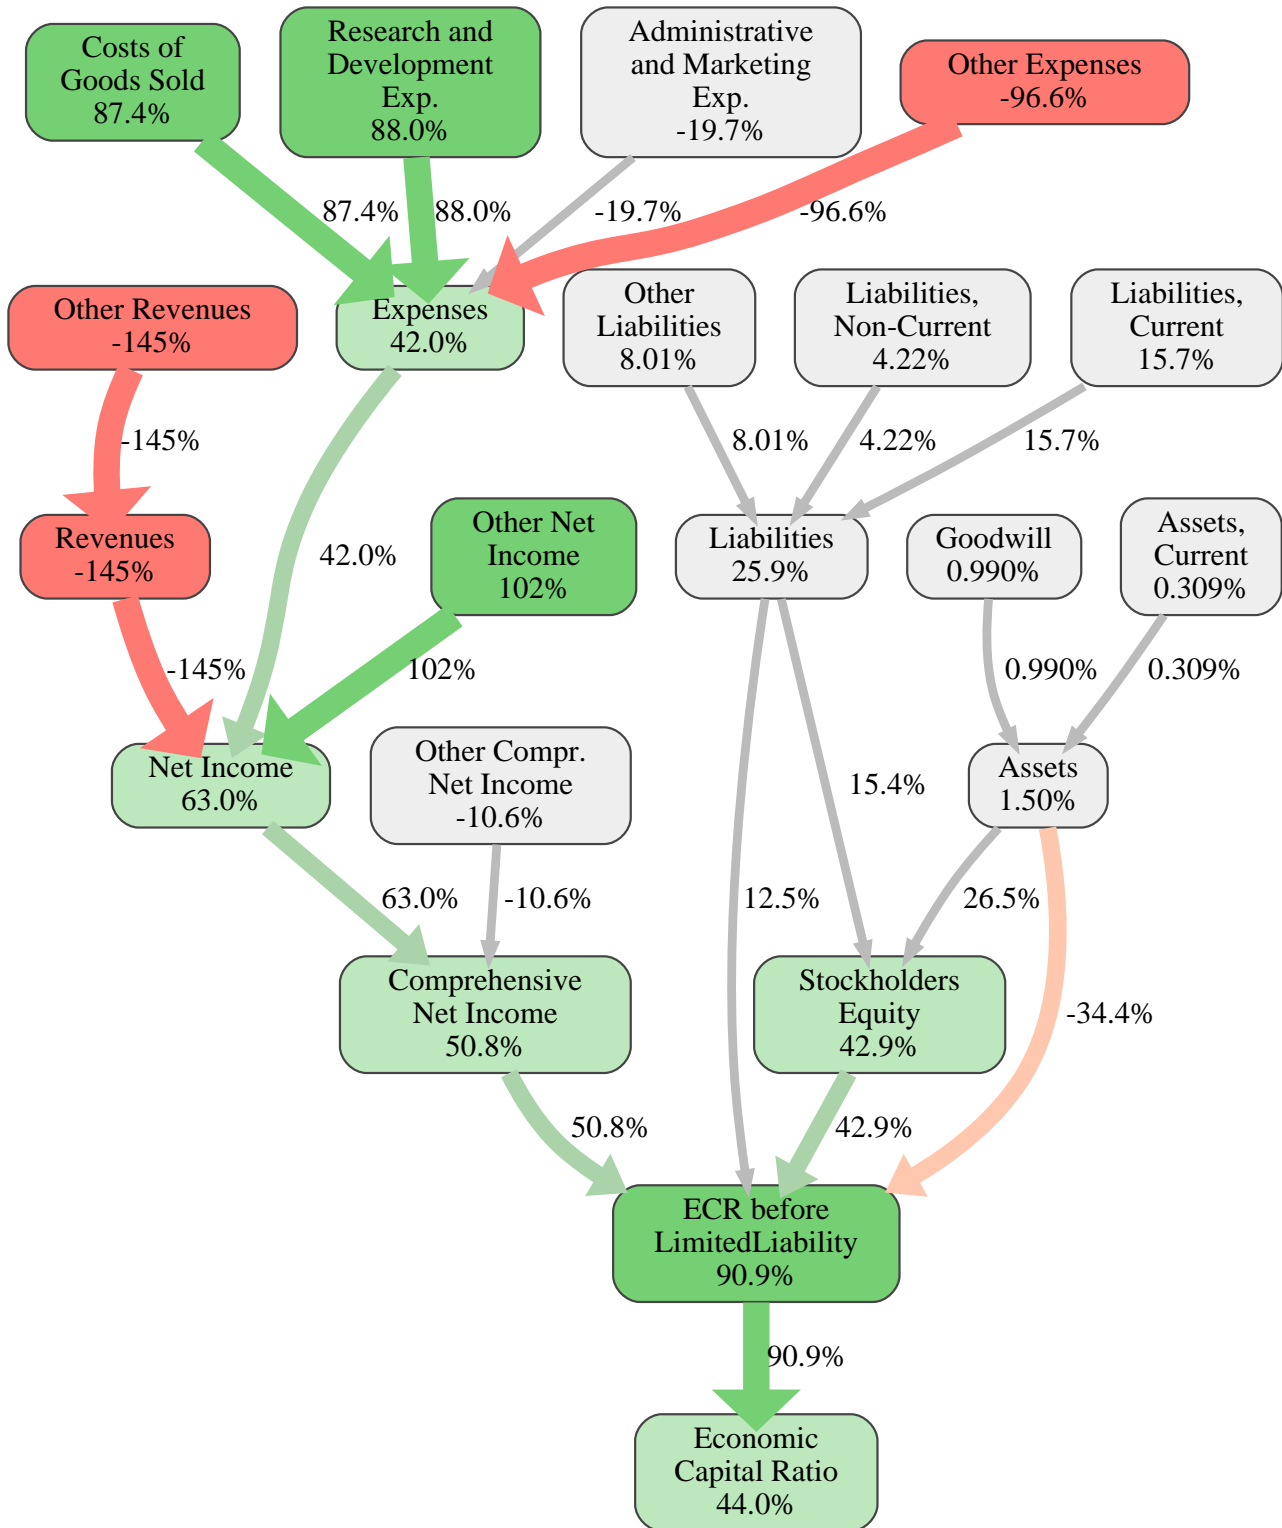 Costs of
Goods Sold
87.4%
Research and
Development
Exp.
88.0%
Administrative
and Marketing
Exp.
-19.7%
Other Expenses
-96.6%
87.4%
88.0%
-19.7%
-96.6%
Other Revenues
-145%
Expenses
42.0%
Other
Liabilities
8.01%
Liabilities,
Non-Current
4.22%
Liabilities,
Current
15.7%
-145%
8.01%
4.22%
15.7%
Revenues
-145%
42.0%
Other Net
Income
102%
Liabilities
25.9%
Goodwill
0.990%
Assets,
Current
0.309%
-145%
102%
0.990%
0.309%
Net Income
63.0%
Other Compr.
Net Income
-10.6%
15.4%
Assets
1.50%
63.0%
-10.6%
12.5%
26.5%
Comprehensive
Net Income
50.8%
Stockholders
Equity
42.9%
-34.4%
50.8%
42.9%
ECR before
LimitedLiability
90.9%
90.9%
Economic
Capital Ratio
44.0%